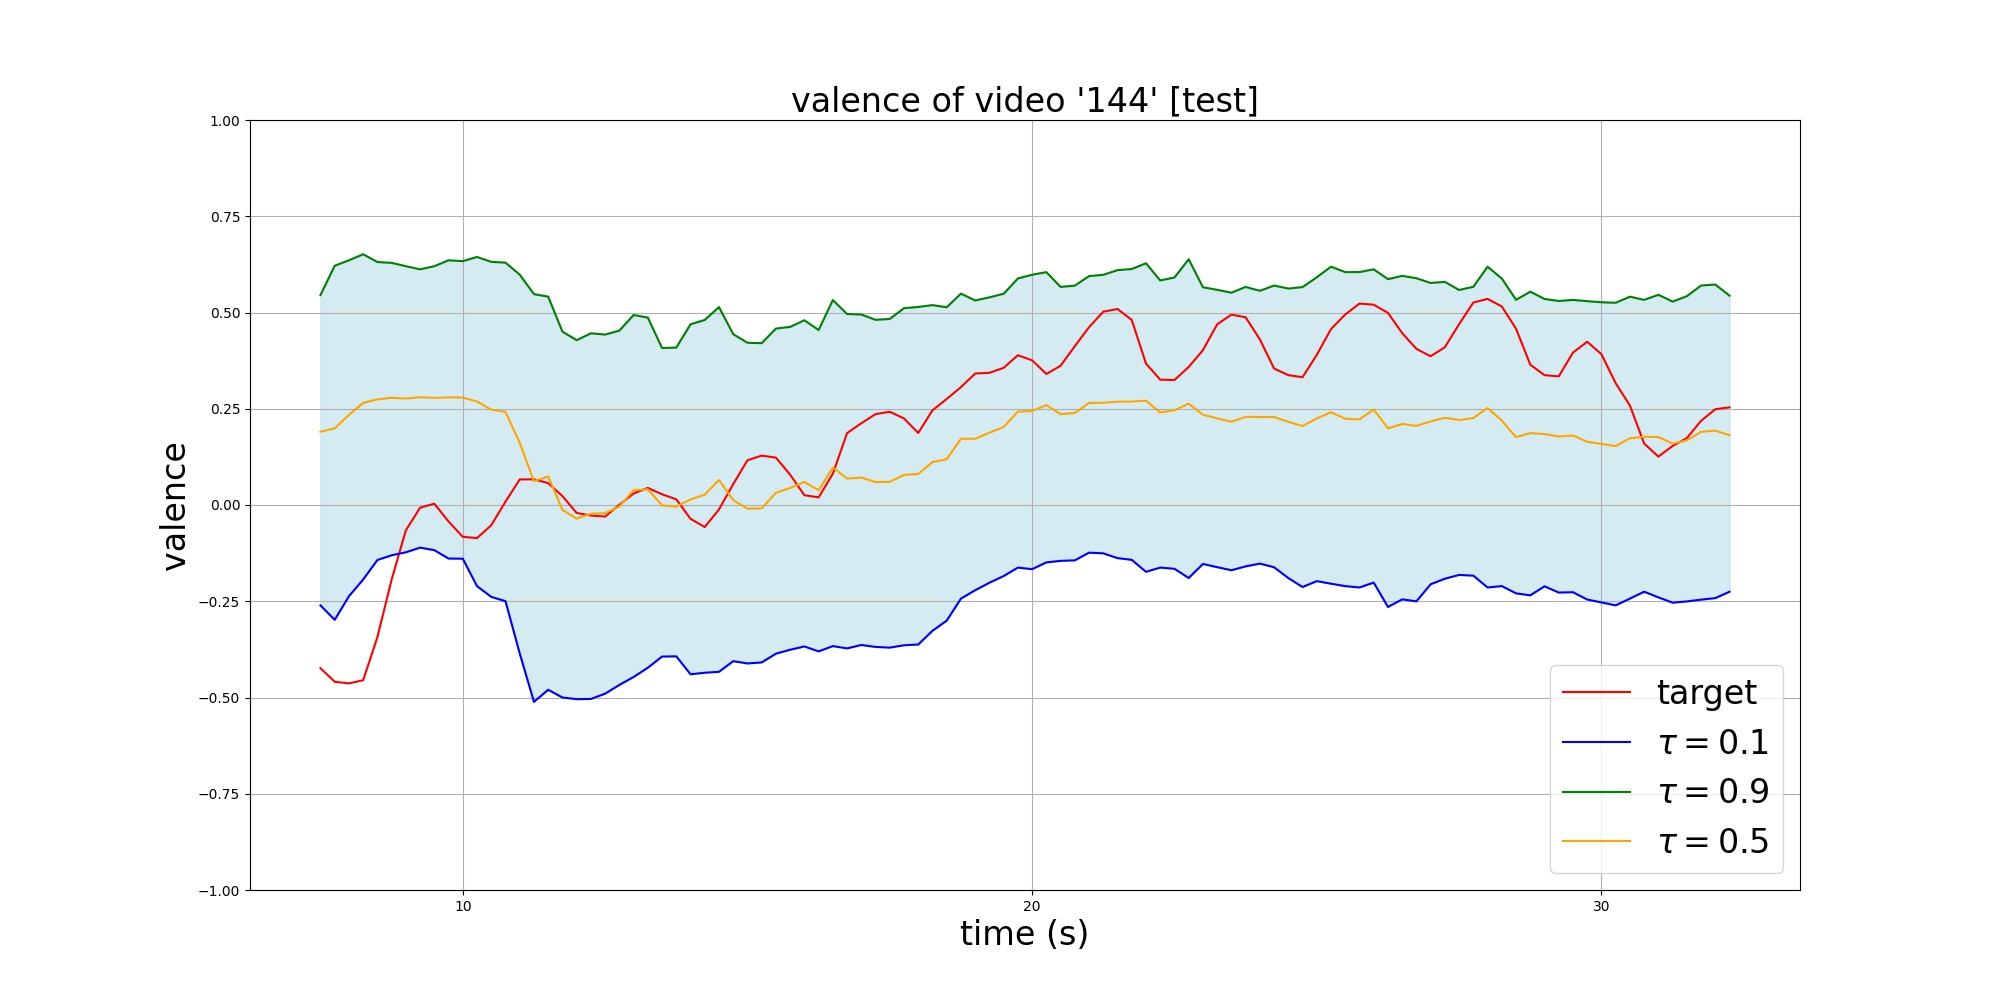 valence of video '144' [test]
1.00
0.75
0.50
0.25
0.00
−0.25
−0.50
−0.75
−1.00
valence
10 20 30
time (s)
target
τ = 0.1
τ = 0.9
τ = 0.5